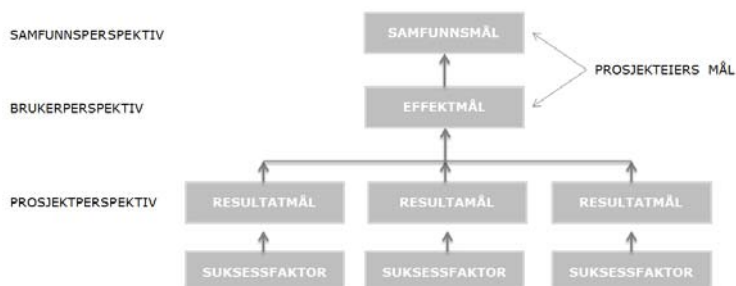 SAMFUNNSPERSPEKTIV
SAMFUNNSMÅL
PROSJEKTEIERS MÅL
BRUKERPERSPEKTIV
EFFEKTMÅL
PROSJEKTPERSPEKTIV
RESULTATMÅL
RESULTAMÅL
RESULTATMÅL
SUKSESSFAKTOR
SUKSESSFAKTOR
SUKSESSFAKTOR